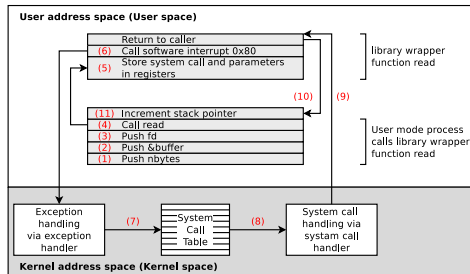 User address space (User space)
Return to caller
(6) Call software interrupt 0x80
(5) Store system call and parameters
in registers
library wrapper
function read
(10)
(9)
(11) Increment stack pointer
(4) Call read
(3) Push fd
(2) Push &buffer
(1) Push nbytes
User mode process
calls library wrapper
function read
Exception
handling
via exception
handler
(7)
System
Call
Table
(8)
System call
handling via
systam call
handler
Kernel address space (Kernel space)